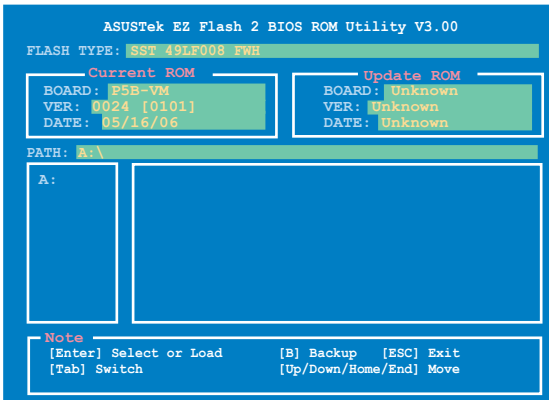 ASUSTek EZ Flash 2 BIOS ROM Utility V3.00
FLASH TYPE: SST 49LF008 FWH
Current ROM
BOARD: P5B-VM
VER: 0024 [0101]
DATE: 05/16/06
Update ROM
BOARD: Unknown
VER: Unknown
DATE: Unknown
PATH: A:\
A:
Note
[Enter] Select or Load [B] Backup [ESC] Exit
[Tab] Switch [Up/Down/Home/End] Move